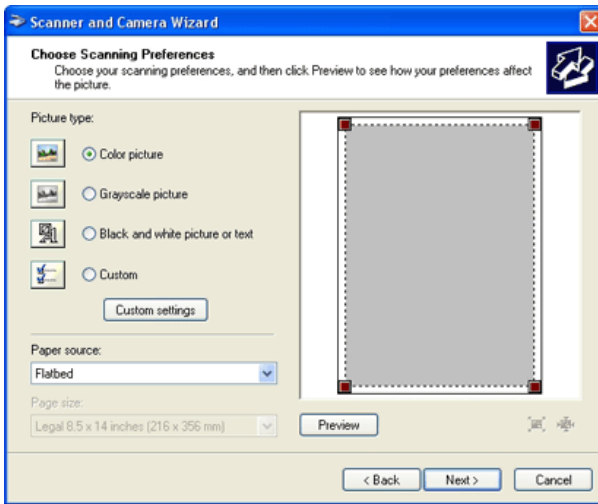 Scanner and Camera Wizard
Choose Scanning Preferences
Choose your scanning preferences, and then click Preview to see how your preferences affect
the picture.
Picture type:
Color picture
Grayscale picture
Black and white picture or text
Custom
Custom settings
Paper source:
Flatbed
Page size:
Legal 8.5 x 14 inches (216 x 356 mm)
Preview
< Back
Next >
Cancel